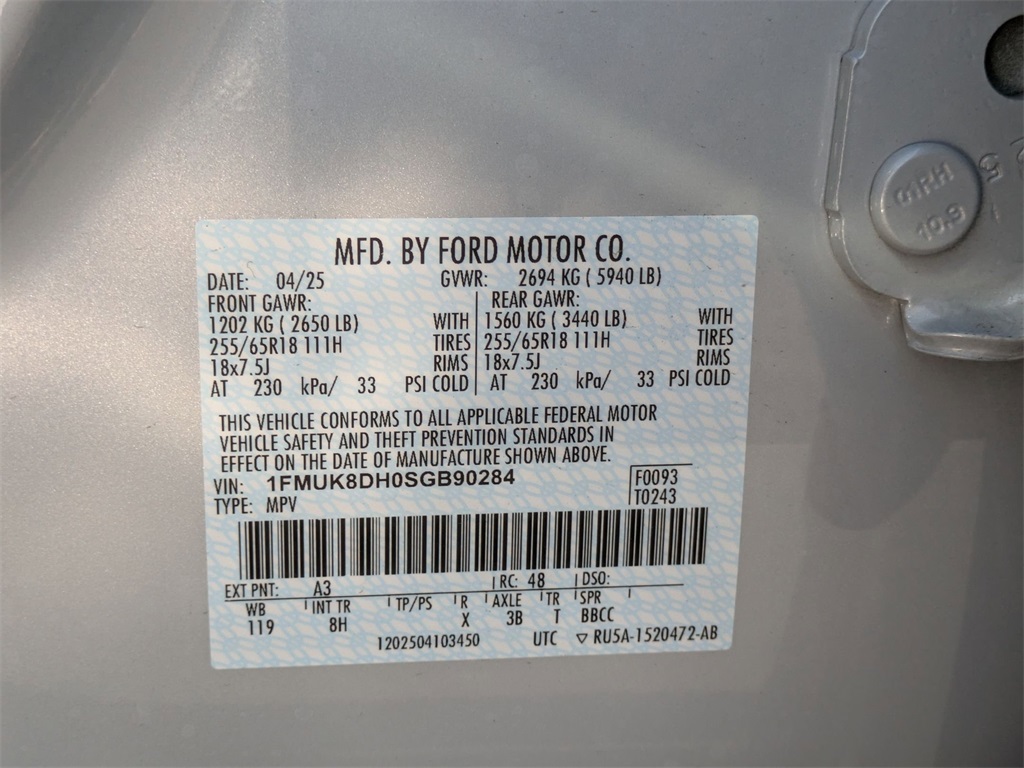 MFD. BY FORD MOTOR CO.
DATE: 04/25 GVWR: 2694 KG ( 5940 LB)
FRONT GAWR: REAR GAWR:
1202 KG ( 2650 LB) WITH 1560 KG ( 3440 LB) WITH
255/65R18 111H TIRES 255/65R18 111H TIRES
18x7.5J RIMS 18x7.5J RIMS
AT 230 kPa/ 33 PSI COLD AT 230 kPa/ 33 PSI COLD
THIS VEHICLE CONFORMS TO ALL APPLICABLE FEDERAL MOTOR
VEHICLE SAFETY AND THEFT PREVENTION STANDARDS IN
EFFECT ON THE DATE OF MANUFACTURE SHOWN ABOVE.
VIN: 1FMUK8DH0SGB90284 F0093
TYPE: MPV T0243
EXT PNT: A3 RC: 48 DSO:
WB INT TR TP/PS R AXLE TR SPR
119 8H X 3B T BBCC
1202504103450 UTC ▽ RU5A-1520472-AB
10.9
5